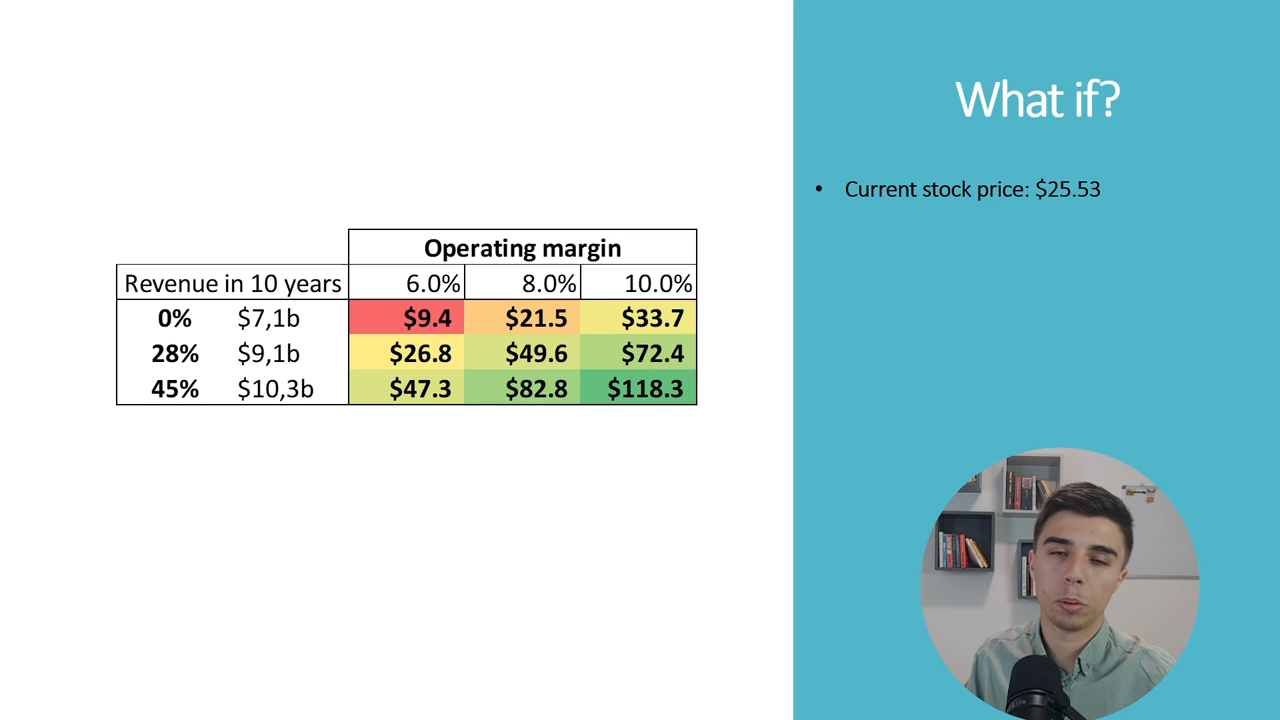 What if?
• Current stock price: $25.53
Operating margin
Revenue in 10 years 6.0% 8.0% 10.0%
0% $7,1b $9.4 $21.5 $33.7
28% $9,1b $26.8 $49.6 $72.4
45% $10,3b $47.3 $82.8 $118.3